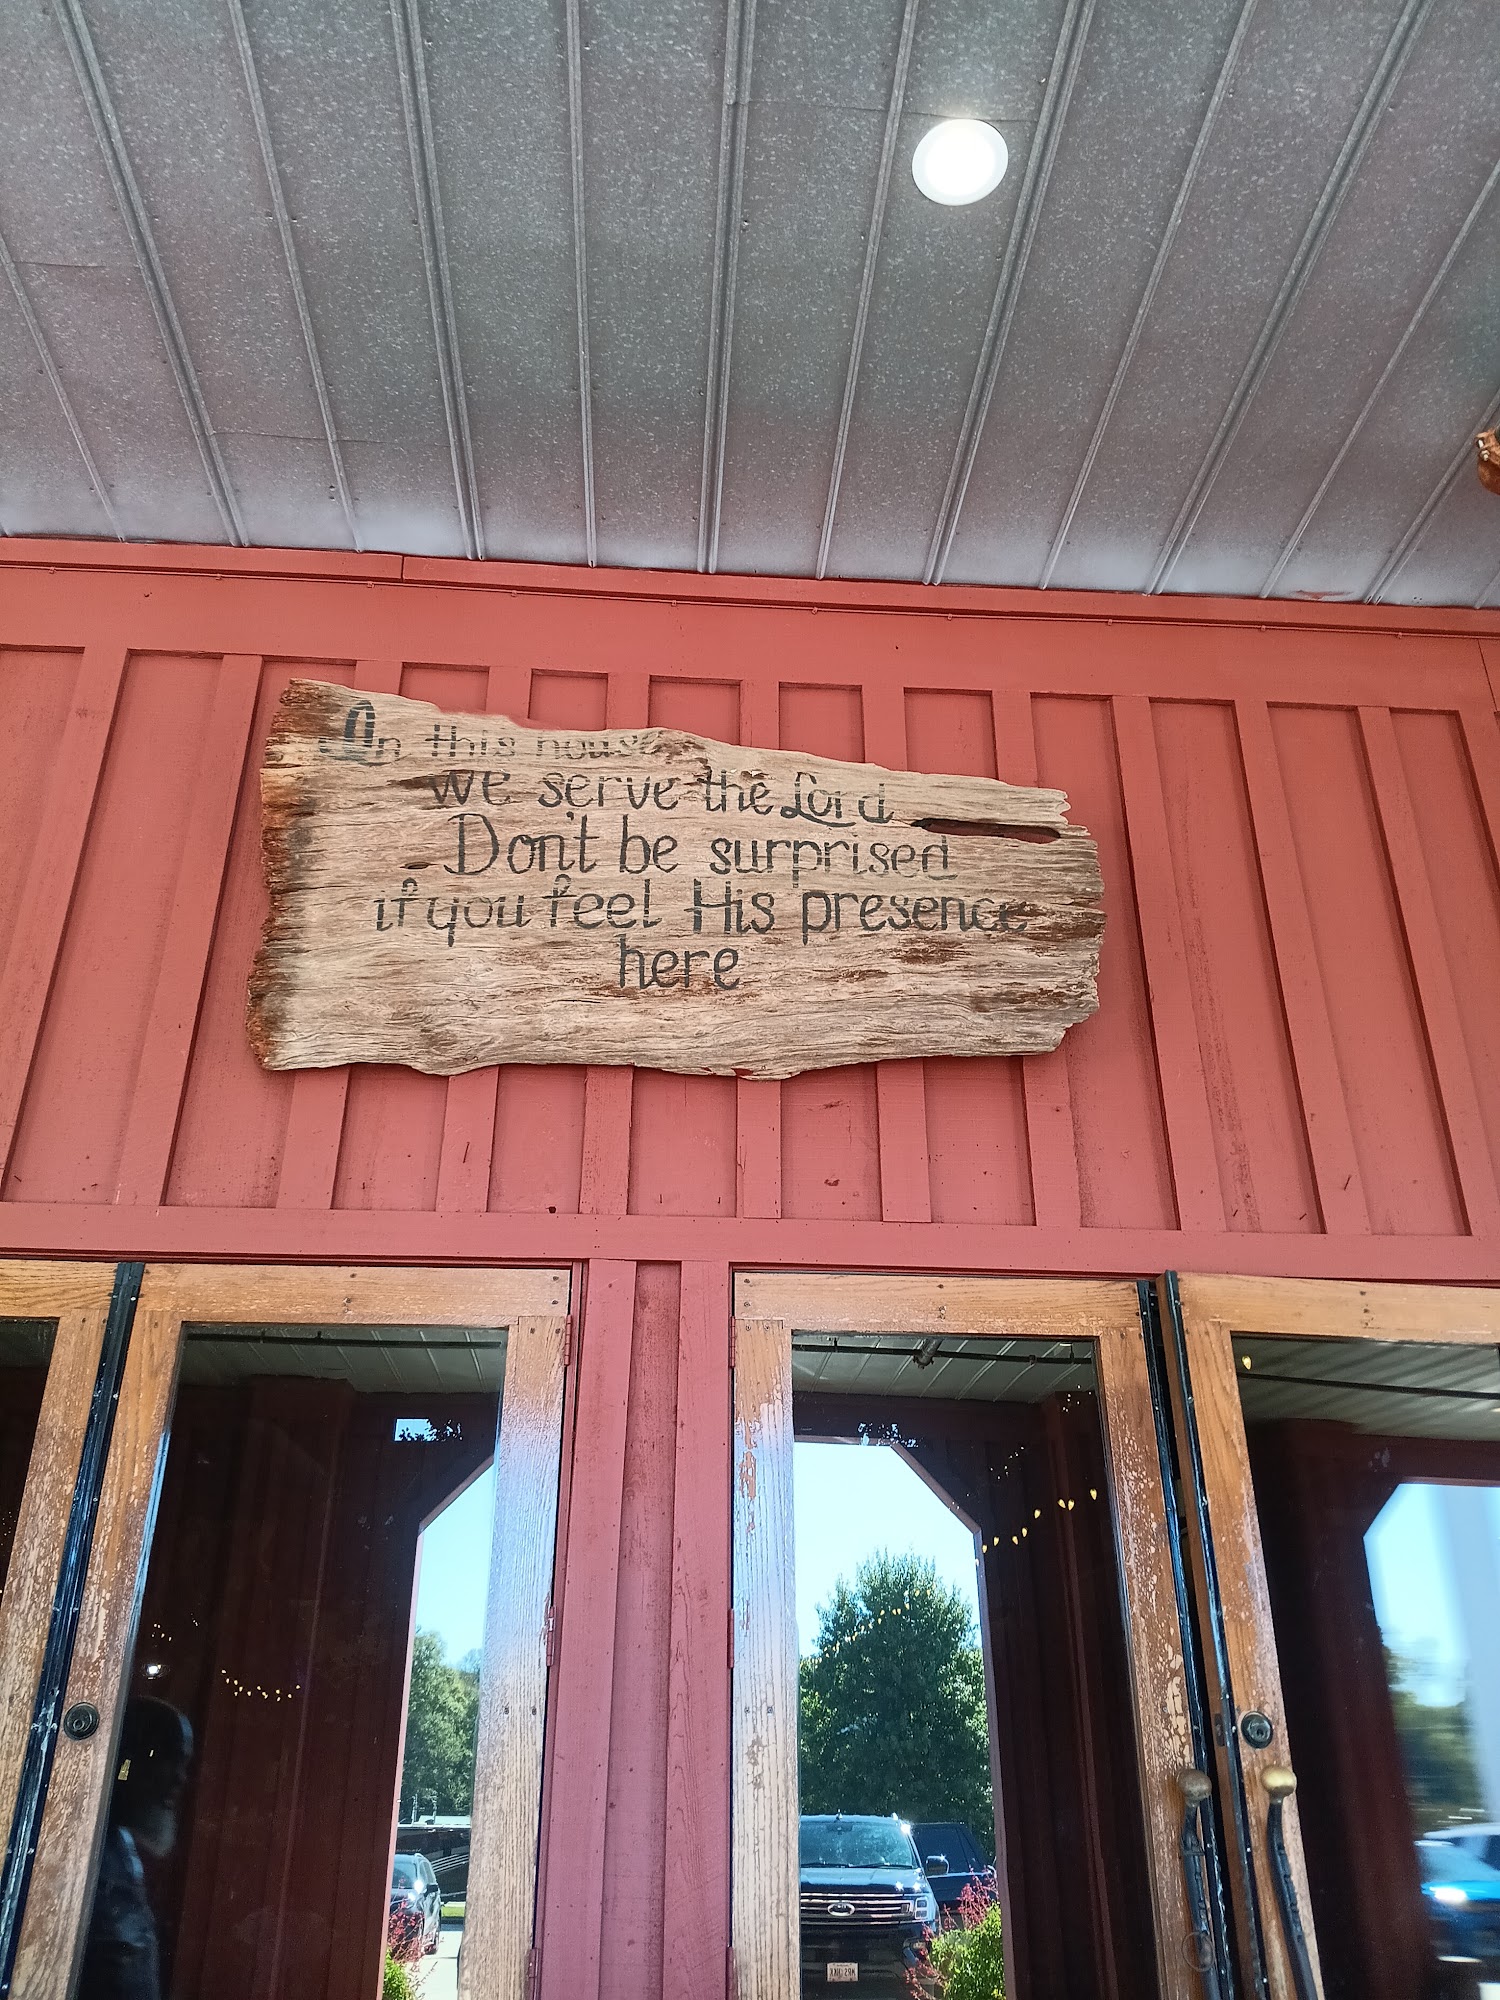 In this house
we serve the Lord
Don't be surprised
if you feel His presence
here